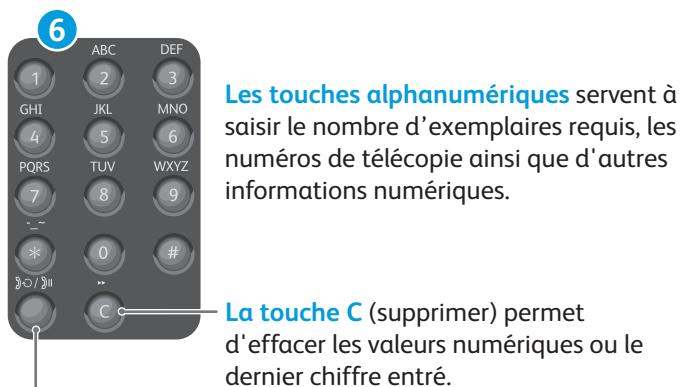 6
ABC DEF
1 2 3
GHI JKL MNO
4 5 6
PQRS TUV WXYZ
7 8 9
-_~
* 0 #
C
Les touches alphanumériques servent à
saisir le nombre d’exemplaires requis, les
numéros de télécopie ainsi que d'autres
informations numériques.
La touche C (supprimer) permet
d'effacer les valeurs numériques ou le
dernier chiffre entré.